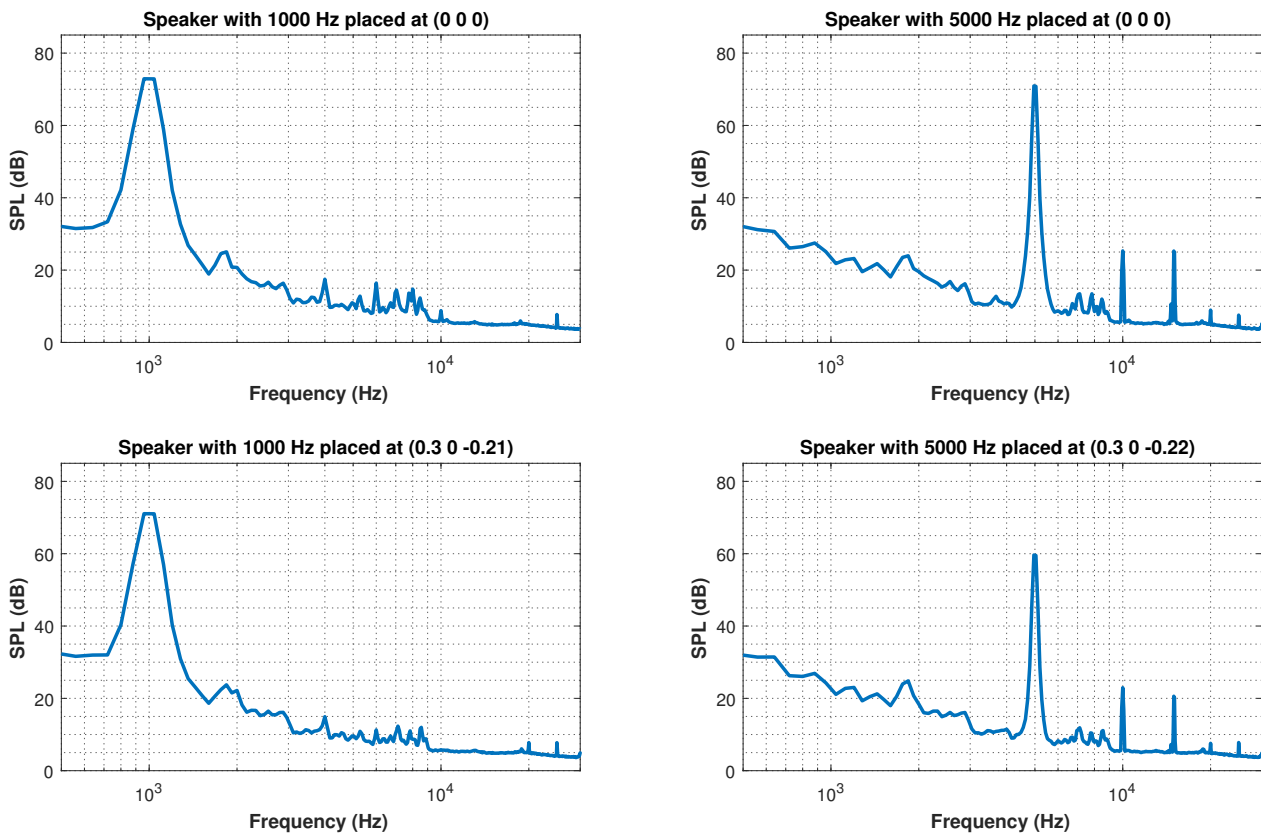 Speaker with 1000 Hz placed at (0 0 0)
80
60
40
20
0
SPL (dB)
10^3
10^4
Frequency (Hz)
Speaker with 5000 Hz placed at (0 0 0)
80
60
40
20
0
SPL (dB)
10^3
10^4
Frequency (Hz)
Speaker with 1000 Hz placed at (0.3 0 -0.21)
80
60
40
20
0
SPL (dB)
10^3
10^4
Frequency (Hz)
Speaker with 5000 Hz placed at (0.3 0 -0.22)
80
60
40
20
0
SPL (dB)
10^3
10^4
Frequency (Hz)